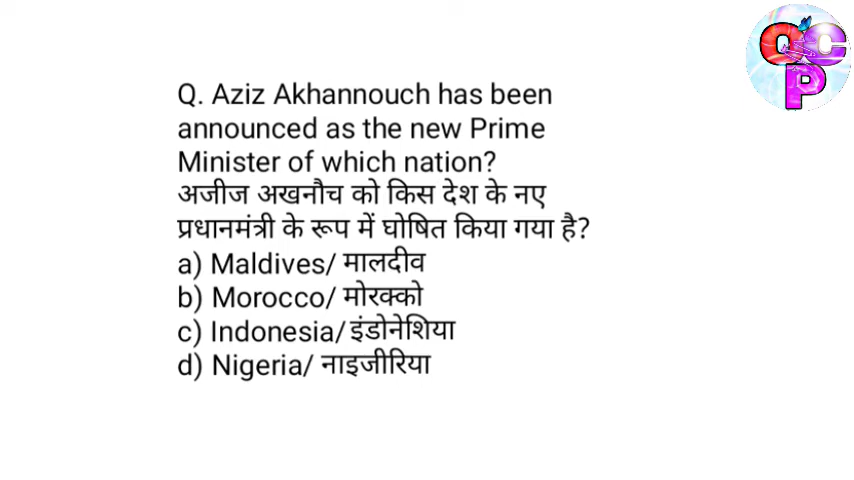 QCP
Q. Aziz Akhannouch has been
announced as the new Prime
Minister of which nation?
अजीज अखनौच को किस देश के नए
प्रधानमंत्री के रूप में घोषित किया गया है?
a) Maldives/ मालदीव
b) Morocco/ मोरक्को
c) Indonesia/ इंडोनेशिया
d) Nigeria/ नाइजीरिया